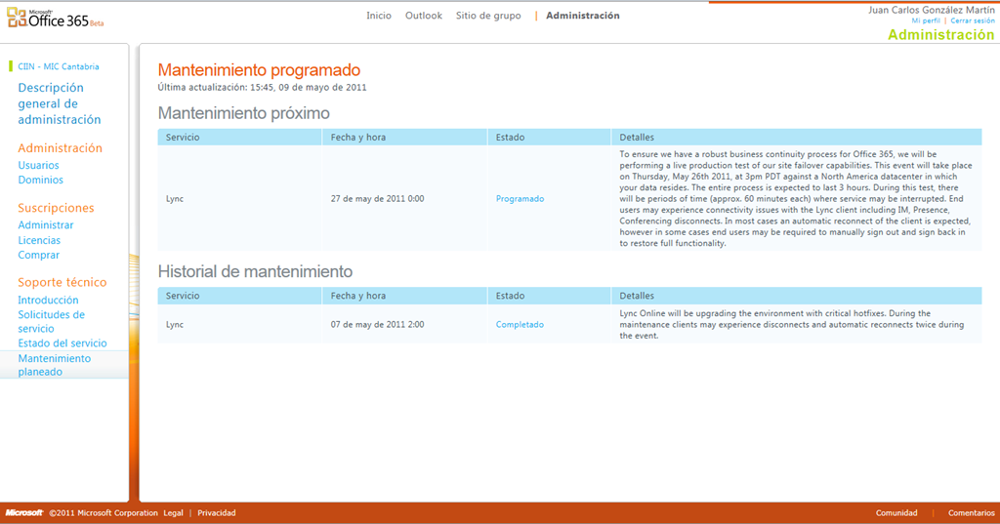 Microsoft®
Office 365 Beta
Inicio Outlook Sitio de grupo | Administración
Juan Carlos González Martín
Mi perfil | Cerrar sesión
Administración
CIIN - MIC Cantabria
Descripción
general de
administración
Administración
Usuarios
Dominios
Suscripciones
Administrar
Licencias
Comprar
Soporte técnico
Introducción
Solicitudes de
servicio
Estado del servicio
Mantenimiento
planeado
Mantenimiento programado
Última actualización: 15:45, 09 de mayo de 2011
Mantenimiento próximo
Servicio Fecha y hora Estado Detalles
Lync 27 de may de 2011 0:00 Programado
To ensure we have a robust business continuity process for Office 365, we will be
performing a live production test of our site failover capabilities. This event will take place
on Thursday, May 26th 2011, at 3pm PDT against a North America datacenter in which
your data resides. The entire process is expected to last 3 hours. During this test, there
will be periods of time (approx. 60 minutes each) where service may be interrupted. End
users may experience connectivity issues with the Lync client including IM, Presence,
Conferencing disconnects. In most cases an automatic reconnect of the client is expected,
however in some cases end users may be required to manually sign out and sign back in
to restore full functionality.
Historial de mantenimiento
Servicio Fecha y hora Estado Detalles
Lync 07 de may de 2011 2:00 Completado
Lync Online will be upgrading the environment with critical hotfixes. During the
maintenance clients may experience disconnects and automatic reconnects twice during
the event.
Microsoft ©2011 Microsoft Corporation Legal | Privacidad
Comunidad | Comentarios